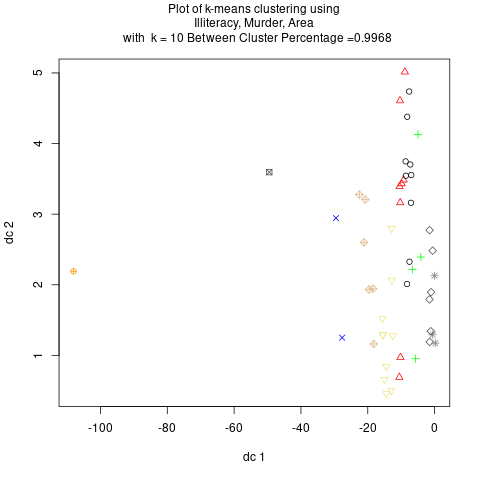 Plot of k-means clustering using
Illiteracy, Murder, Area
with k = 10 Between Cluster Percentage =0.9968
5
4
3
2
1
dc 2
-100 -80 -60 -40 -20 0
dc 1